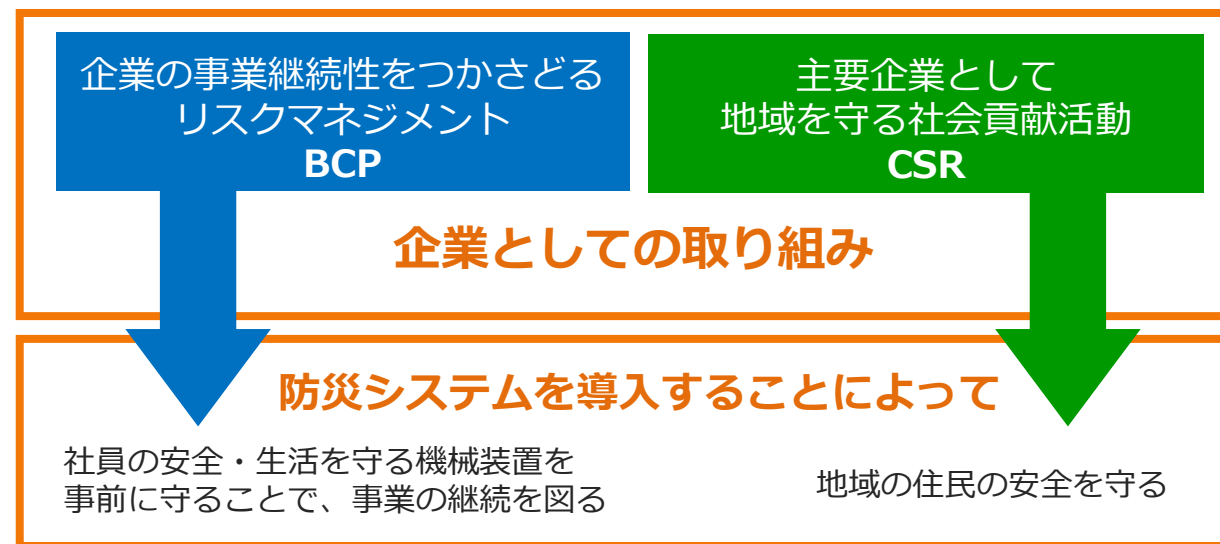 企業の事業継続性をつかさどる
リスクマネジメント
BCP
主要企業として
地域を守る社会貢献活動
CSR
企業としての取り組み
防災システムを導入することによって
社員の安全・生活を守る機械装置を
事前に守ることで、事業の継続を図る
地域の住民の安全を守る